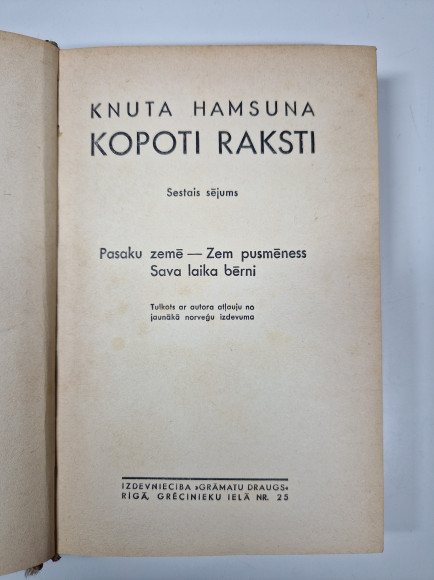 KNUTA HAMSUNA
KOPOTI RAKSTI
Sestais sējums
Pasaku zemē — Zem pusmēness
Sava laika bērni
Tulkots ar autora atļauju no
jaunākā norveģu izdevuma
IZDEVNIECĪBA »GRĀMATU DRAUGS«
RĪGĀ, GRĒCINIEKU IELĀ NR. 25